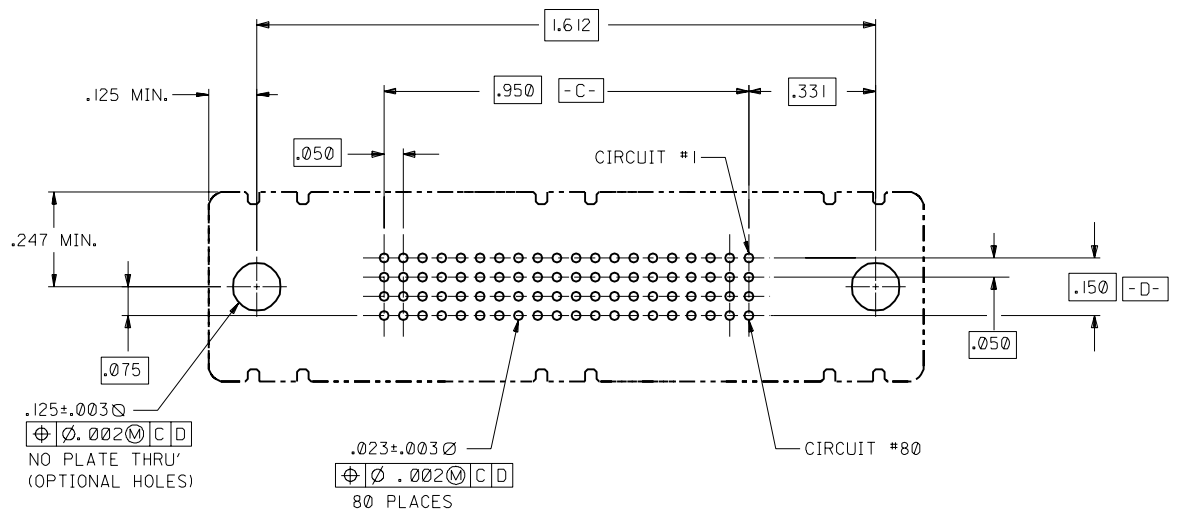 1.612
.125 MIN.
.950 -C- .331
.050
CIRCUIT #1
.247 MIN.
.150 -D-
.050
.075
.125±.003⌀
⌖ ⌀.002Ⓜ C D
NO PLATE THRU'
(OPTIONAL HOLES)
.023±.003⌀
⌖ ⌀ .002Ⓜ C D
80 PLACES
CIRCUIT #80